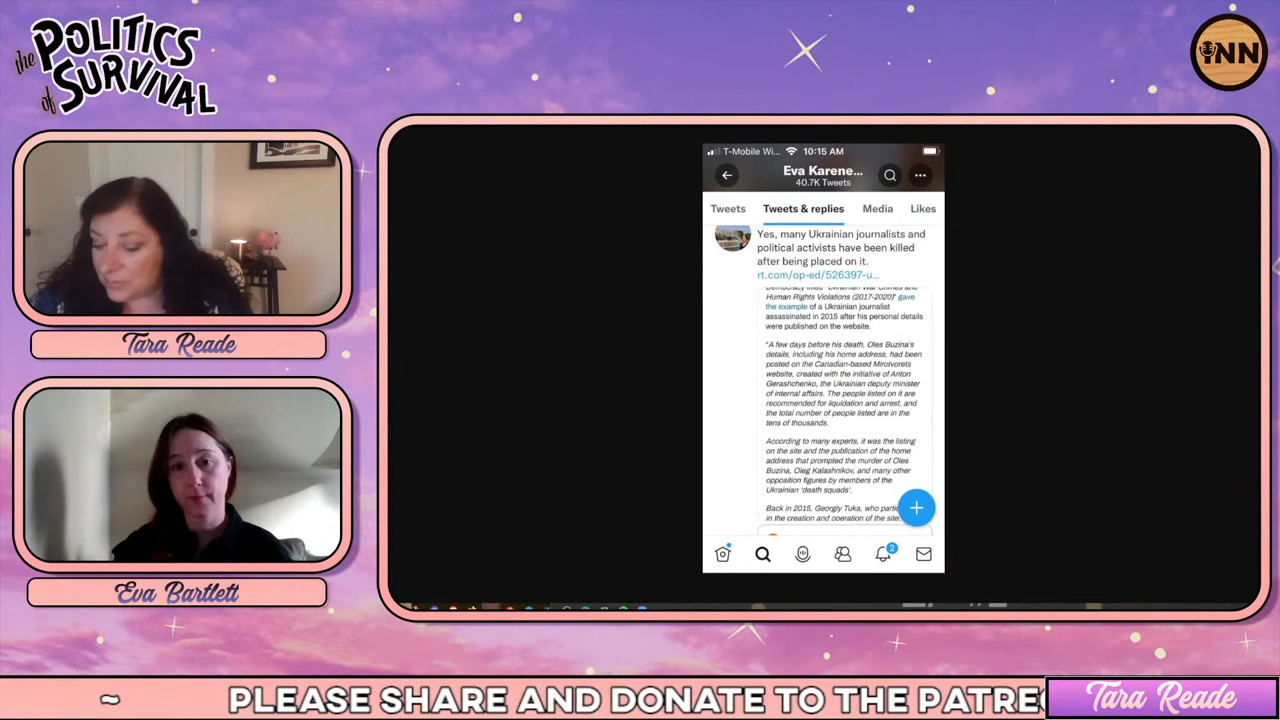 the POLITICS
of SURVIVAL
iNN
Tara Reade
Eva Bartlett
T-Mobile Wi... 10:15 AM
Eva Karene...
40.7K Tweets
Tweets Tweets & replies Media Likes
Yes, many Ukrainian journalists and
political activists have been killed
after being placed on it.
rt.com/op-ed/526397-u...
Democracy titled "Ukrainian War Crimes and
Human Rights Violations (2017-2020)" gave
the example of a Ukrainian journalist
assassinated in 2015 after his personal details
were published on the website.
"A few days before his death, Oles Buzina's
details, including his home address, had been
posted on the Canadian-based Mirotvorets
website, created with the initiative of Anton
Gerashchenko, the Ukrainian deputy minister
of internal affairs. The people listed on it are
recommended for liquidation and arrest, and
the total number of people listed are in the
tens of thousands.
According to many experts, it was the listing
on the site and the publication of the home
address that prompted the murder of Oles
Buzina, Oleg Kalashnikov, and many other
opposition figures by members of the
Ukrainian 'death squads'.
Back in 2015, Georgiy Tuka, who
in the creation and operation of the site
2
~ PLEASE SHARE AND DONATE TO THE PATREO
Tara Reade